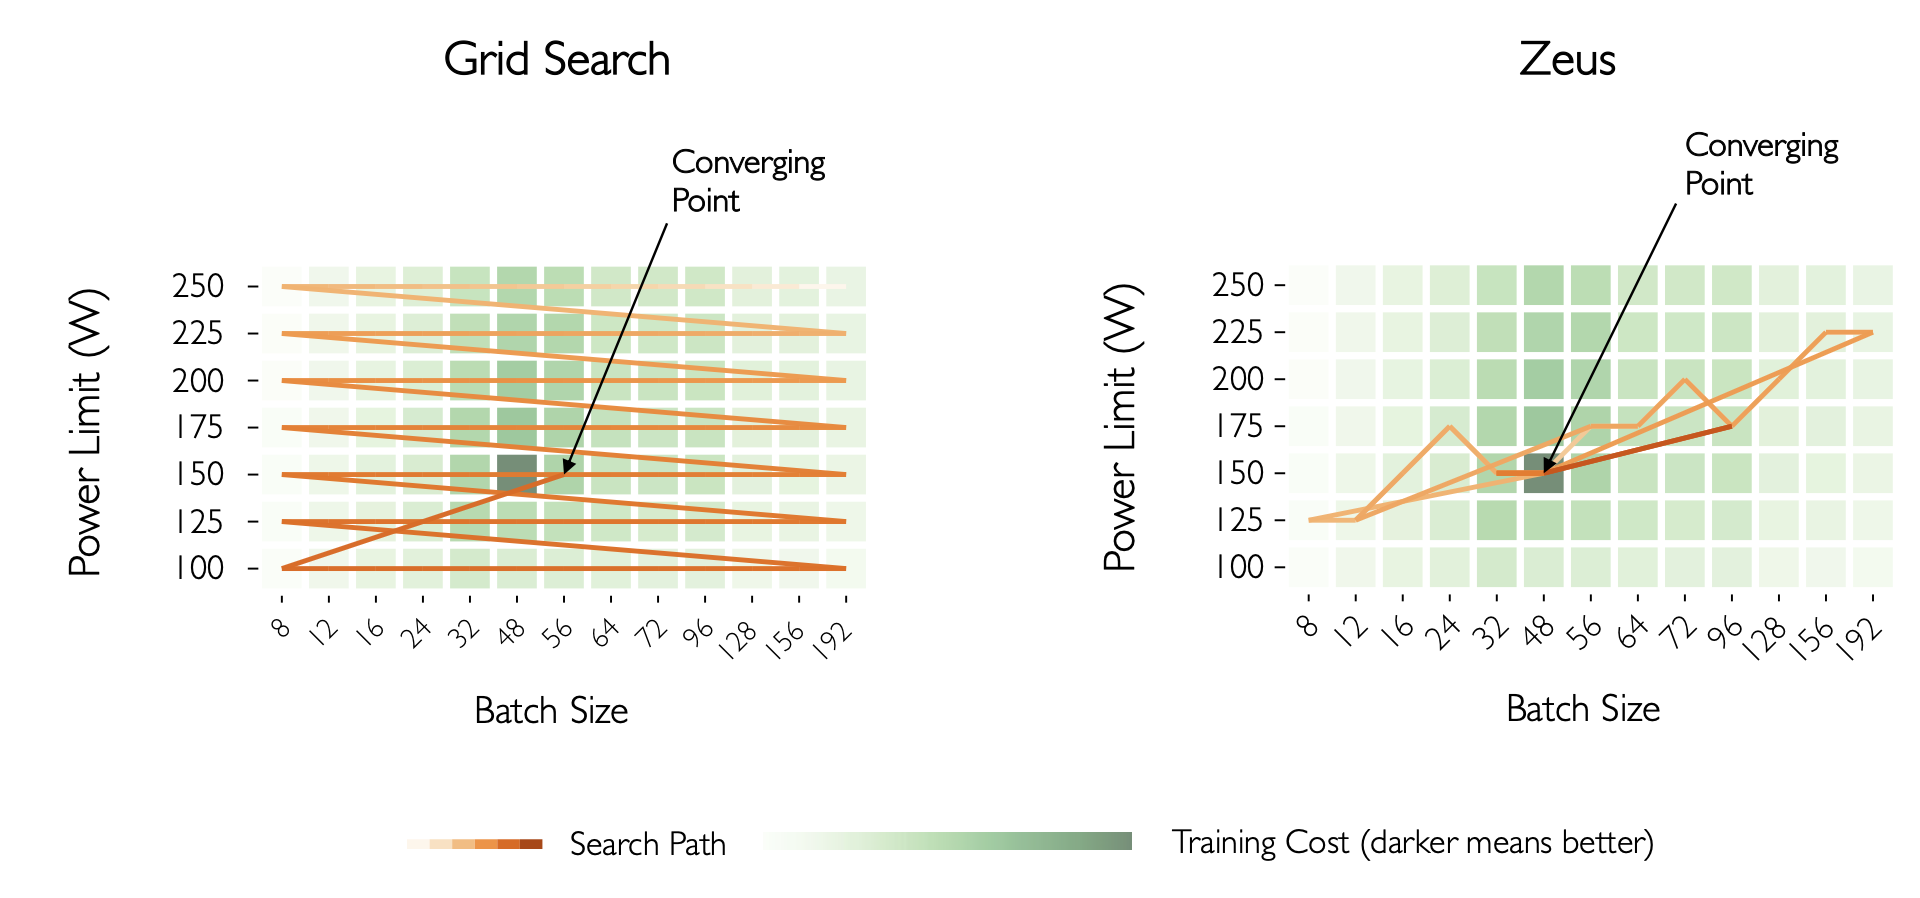 Grid Search
Converging
Point
Power Limit (W)
250
225
200
175
150
125
100
8 12 16 24 32 48 56 64 72 96 128 156 192
Batch Size
Zeus
Converging
Point
Power Limit (W)
250
225
200
175
150
125
100
8 12 16 24 32 48 56 64 72 96 128 156 192
Batch Size
Search Path
Training Cost (darker means better)